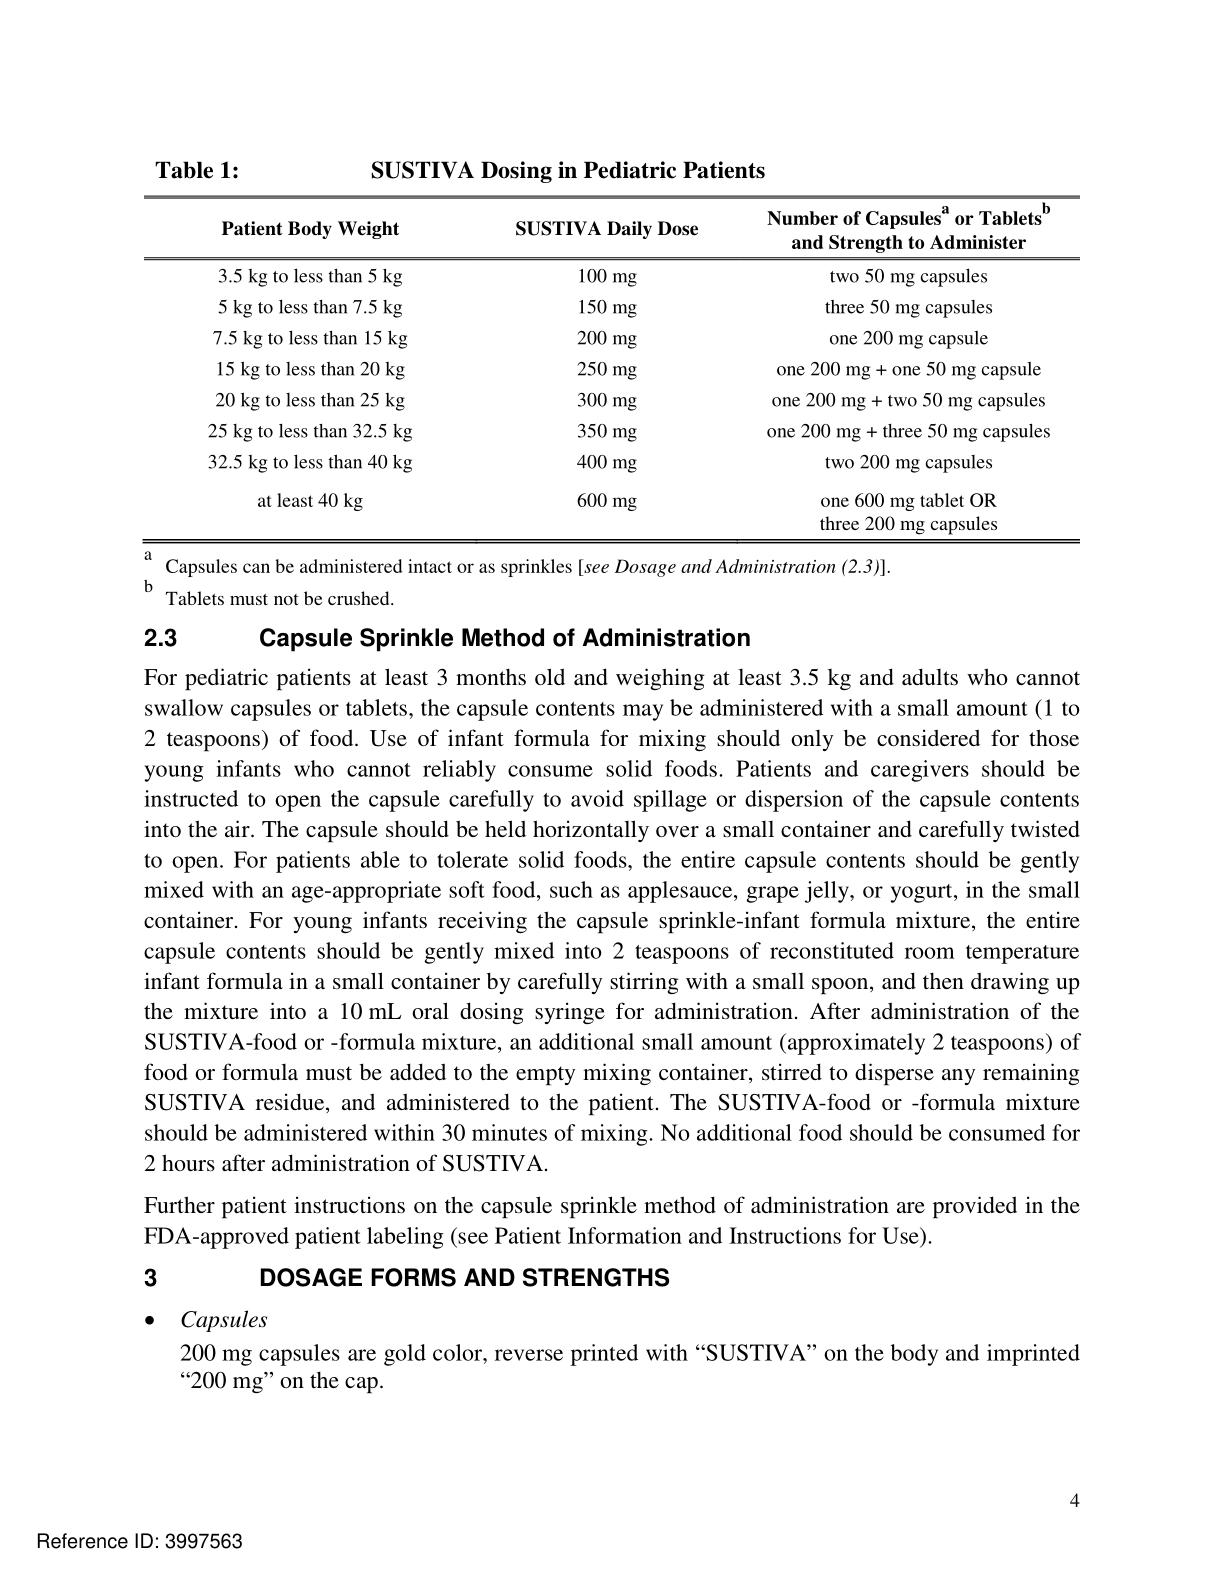 Table 1: SUSTIVA Dosing in Pediatric Patients
Patient Body Weight SUSTIVA Daily Dose Number of Capsulesa or Tabletsb and Strength to Administer
3.5 kg to less than 5 kg 100 mg two 50 mg capsules
5 kg to less than 7.5 kg 150 mg three 50 mg capsules
7.5 kg to less than 15 kg 200 mg one 200 mg capsule
15 kg to less than 20 kg 250 mg one 200 mg + one 50 mg capsule
20 kg to less than 25 kg 300 mg one 200 mg + two 50 mg capsules
25 kg to less than 32.5 kg 350 mg one 200 mg + three 50 mg capsules
32.5 kg to less than 40 kg 400 mg two 200 mg capsules
at least 40 kg 600 mg one 600 mg tablet OR
three 200 mg capsules
a Capsules can be administered intact or as sprinkles [see Dosage and Administration (2.3)].
b Tablets must not be crushed.
2.3 Capsule Sprinkle Method of Administration
For pediatric patients at least 3 months old and weighing at least 3.5 kg and adults who cannot
swallow capsules or tablets, the capsule contents may be administered with a small amount (1 to
2 teaspoons) of food. Use of infant formula for mixing should only be considered for those
young infants who cannot reliably consume solid foods. Patients and caregivers should be
instructed to open the capsule carefully to avoid spillage or dispersion of the capsule contents
into the air. The capsule should be held horizontally over a small container and carefully twisted
to open. For patients able to tolerate solid foods, the entire capsule contents should be gently
mixed with an age-appropriate soft food, such as applesauce, grape jelly, or yogurt, in the small
container. For young infants receiving the capsule sprinkle-infant formula mixture, the entire
capsule contents should be gently mixed into 2 teaspoons of reconstituted room temperature
infant formula in a small container by carefully stirring with a small spoon, and then drawing up
the mixture into a 10 mL oral dosing syringe for administration. After administration of the
SUSTIVA-food or -formula mixture, an additional small amount (approximately 2 teaspoons) of
food or formula must be added to the empty mixing container, stirred to disperse any remaining
SUSTIVA residue, and administered to the patient. The SUSTIVA-food or -formula mixture
should be administered within 30 minutes of mixing. No additional food should be consumed for
2 hours after administration of SUSTIVA.
Further patient instructions on the capsule sprinkle method of administration are provided in the
FDA-approved patient labeling (see Patient Information and Instructions for Use).
3 DOSAGE FORMS AND STRENGTHS
• Capsules
200 mg capsules are gold color, reverse printed with “SUSTIVA” on the body and imprinted
“200 mg” on the cap.
4
Reference ID: 3997563